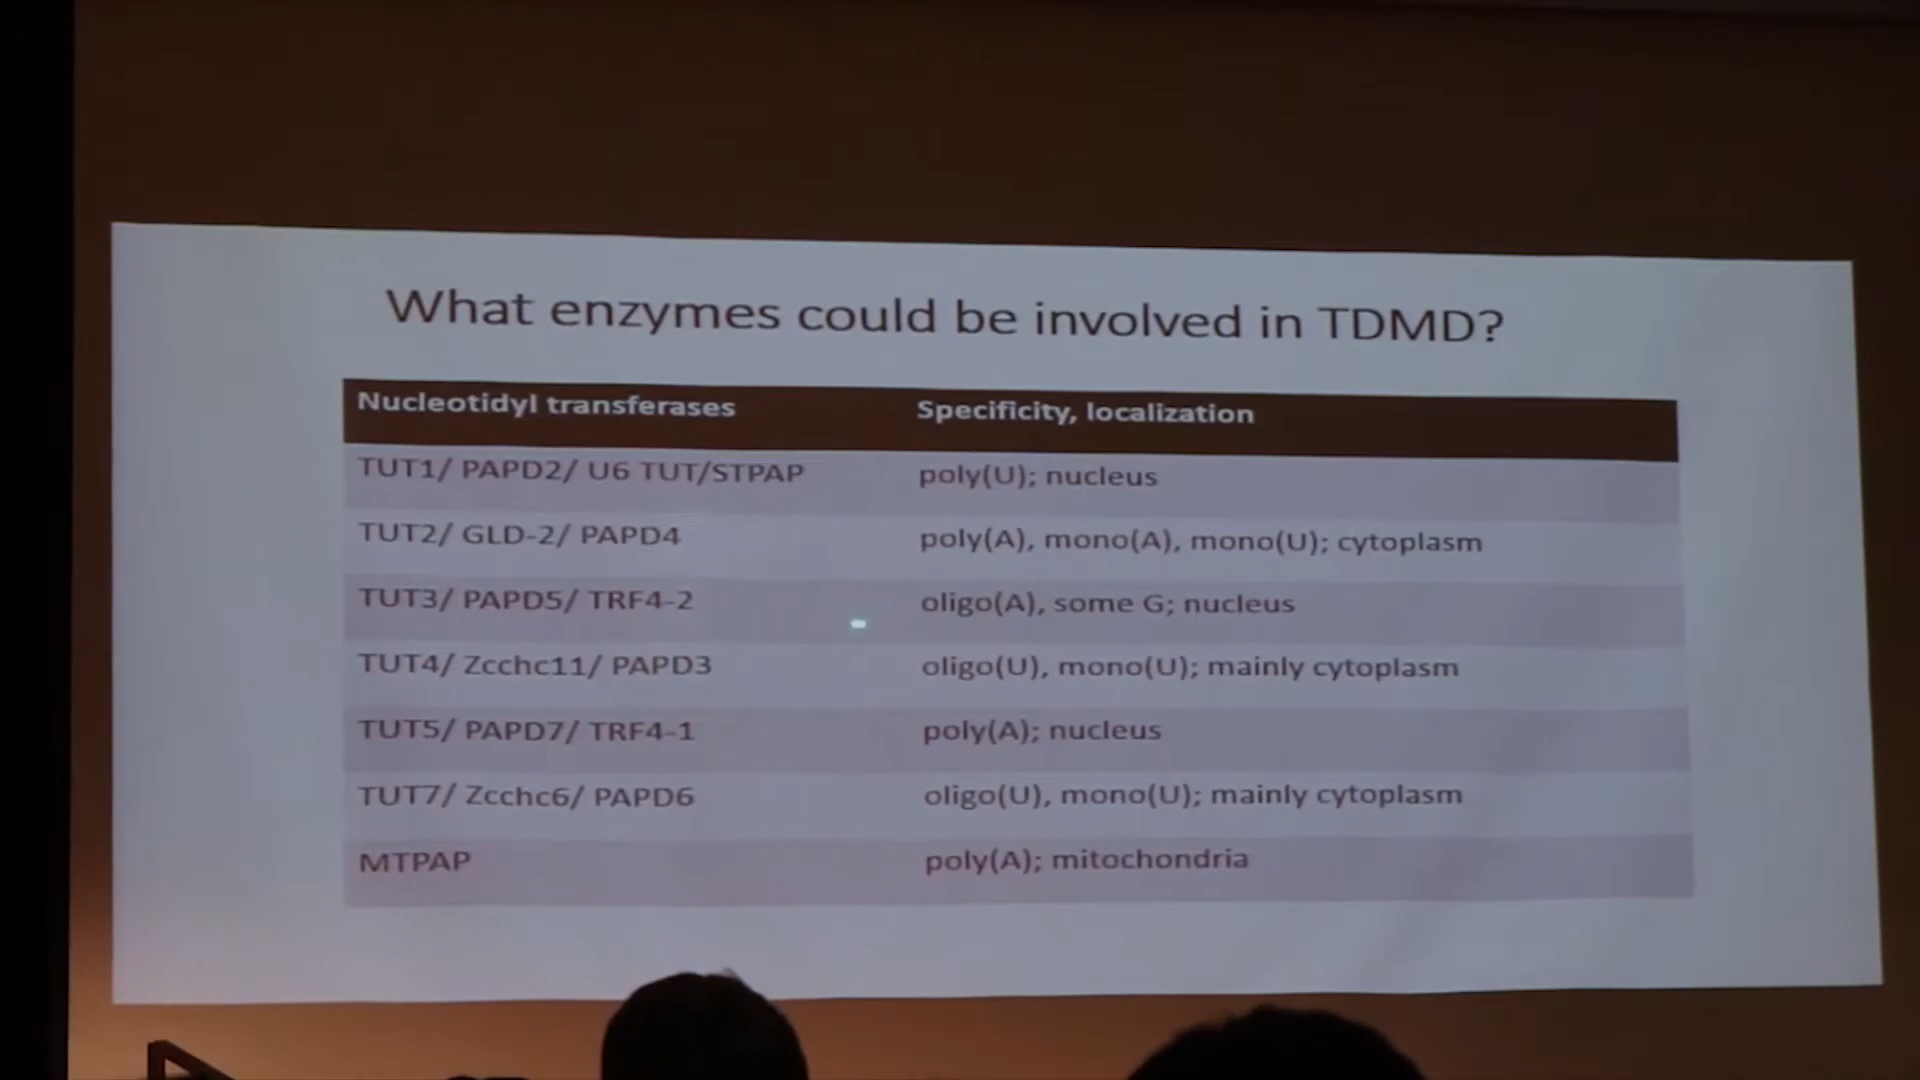 What enzymes could be involved in TDMD?
Nucleotidyl transferases Specificity, localization
TUT1/ PAPD2/ U6 TUT/STPAP poly(U); nucleus
TUT2/ GLD-2/ PAPD4 poly(A), mono(A), mono(U); cytoplasm
TUT3/ PAPD5/ TRF4-2 oligo(A), some G; nucleus
TUT4/ Zcchc11/ PAPD3 oligo(U), mono(U); mainly cytoplasm
TUT5/ PAPD7/ TRF4-1 poly(A); nucleus
TUT7/ Zcchc6/ PAPD6 oligo(U), mono(U); mainly cytoplasm
MTPAP poly(A); mitochondria